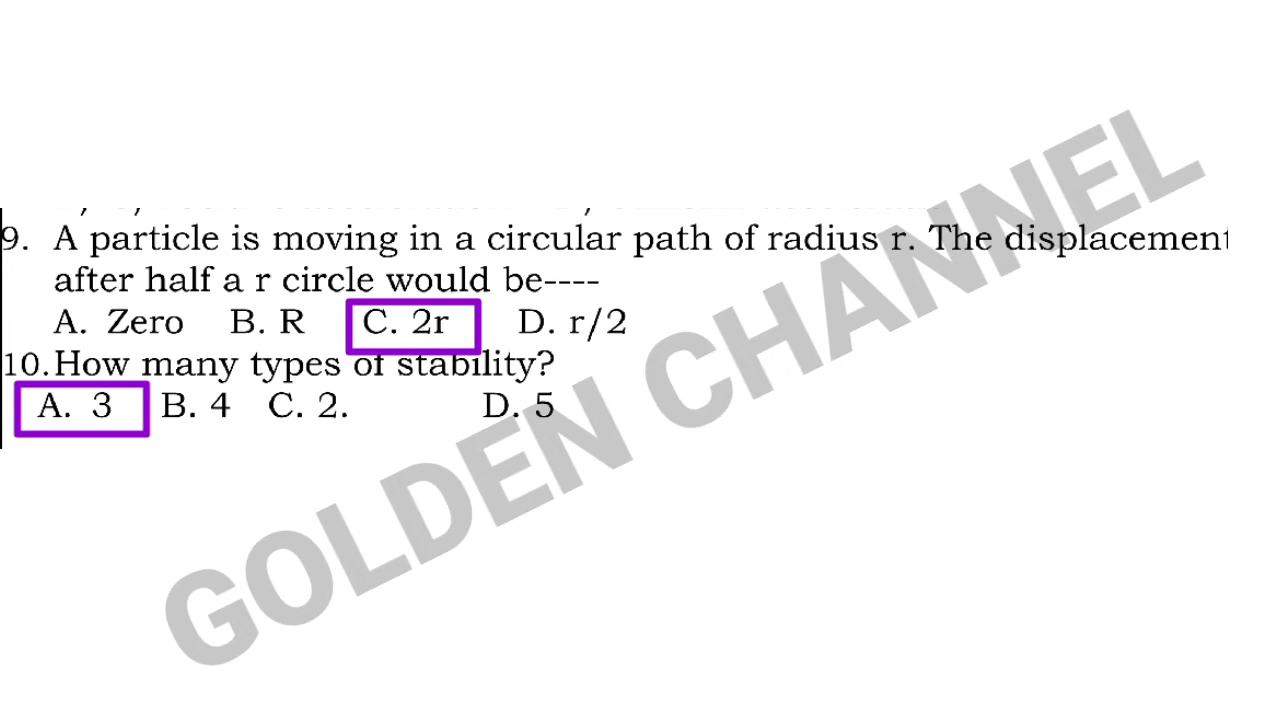 9. A particle is moving in a circular path of radius r. The displacement
after half a r circle would be----
A. Zero B. R C. 2r D. r/2
10. How many types of stability?
A. 3 B. 4 C. 2. D. 5
GOLDEN CHANNEL